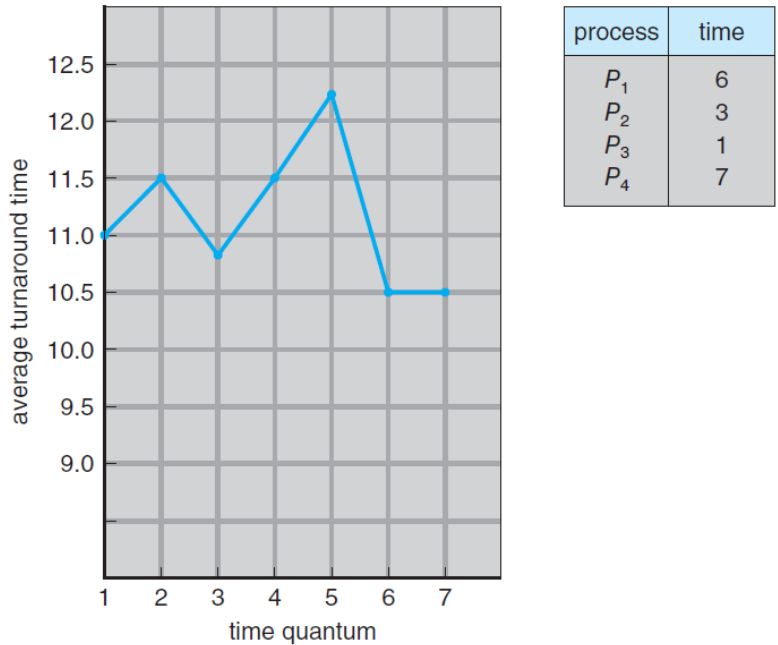 average turnaround time
12.5
12.0
11.5
11.0
10.5
10.0
9.5
9.0
1 2 3 4 5 6 7
time quantum
process time
P1 6
P2 3
P3 1
P4 7